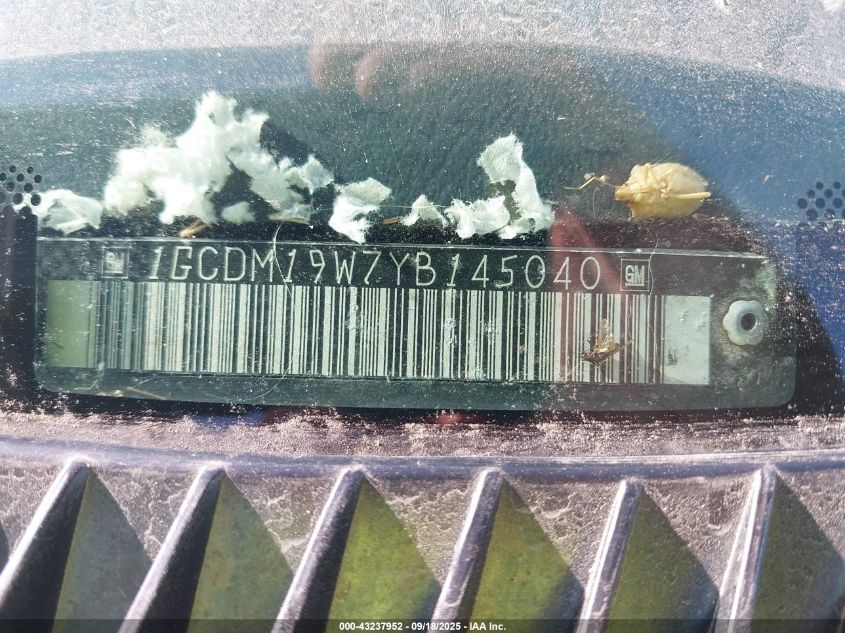 GM 1GCDM19W7YB145040 GM
000-43237952 - 09/18/2025 - IAA Inc.